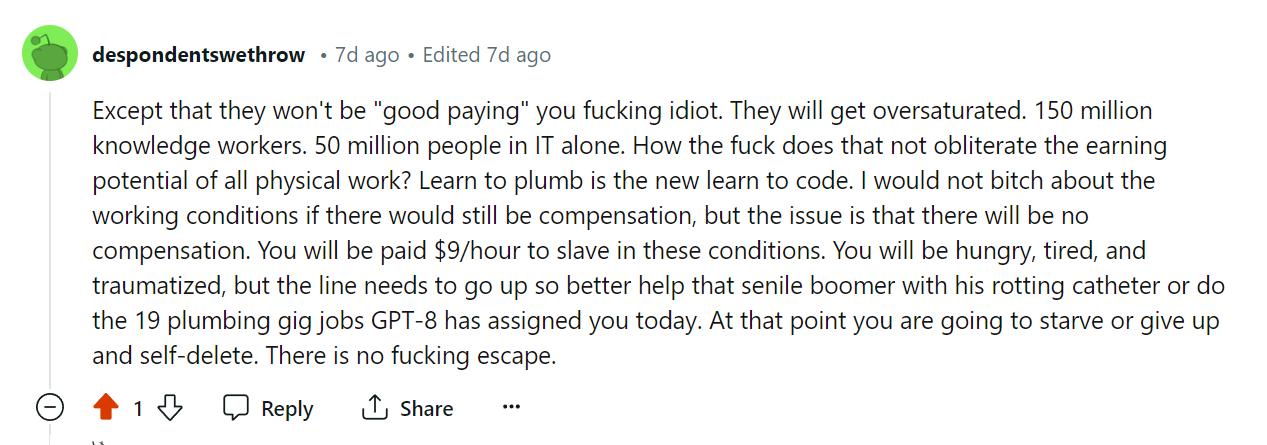 despondentswethrow • 7d ago • Edited 7d ago
Except that they won't be "good paying" you fucking idiot. They will get oversaturated. 150 million
knowledge workers. 50 million people in IT alone. How the fuck does that not obliterate the earning
potential of all physical work? Learn to plumb is the new learn to code. I would not bitch about the
working conditions if there would still be compensation, but the issue is that there will be no
compensation. You will be paid $9/hour to slave in these conditions. You will be hungry, tired, and
traumatized, but the line needs to go up so better help that senile boomer with his rotting catheter or do
the 19 plumbing gig jobs GPT-8 has assigned you today. At that point you are going to starve or give up
and self-delete. There is no fucking escape.
1 Reply Share ...